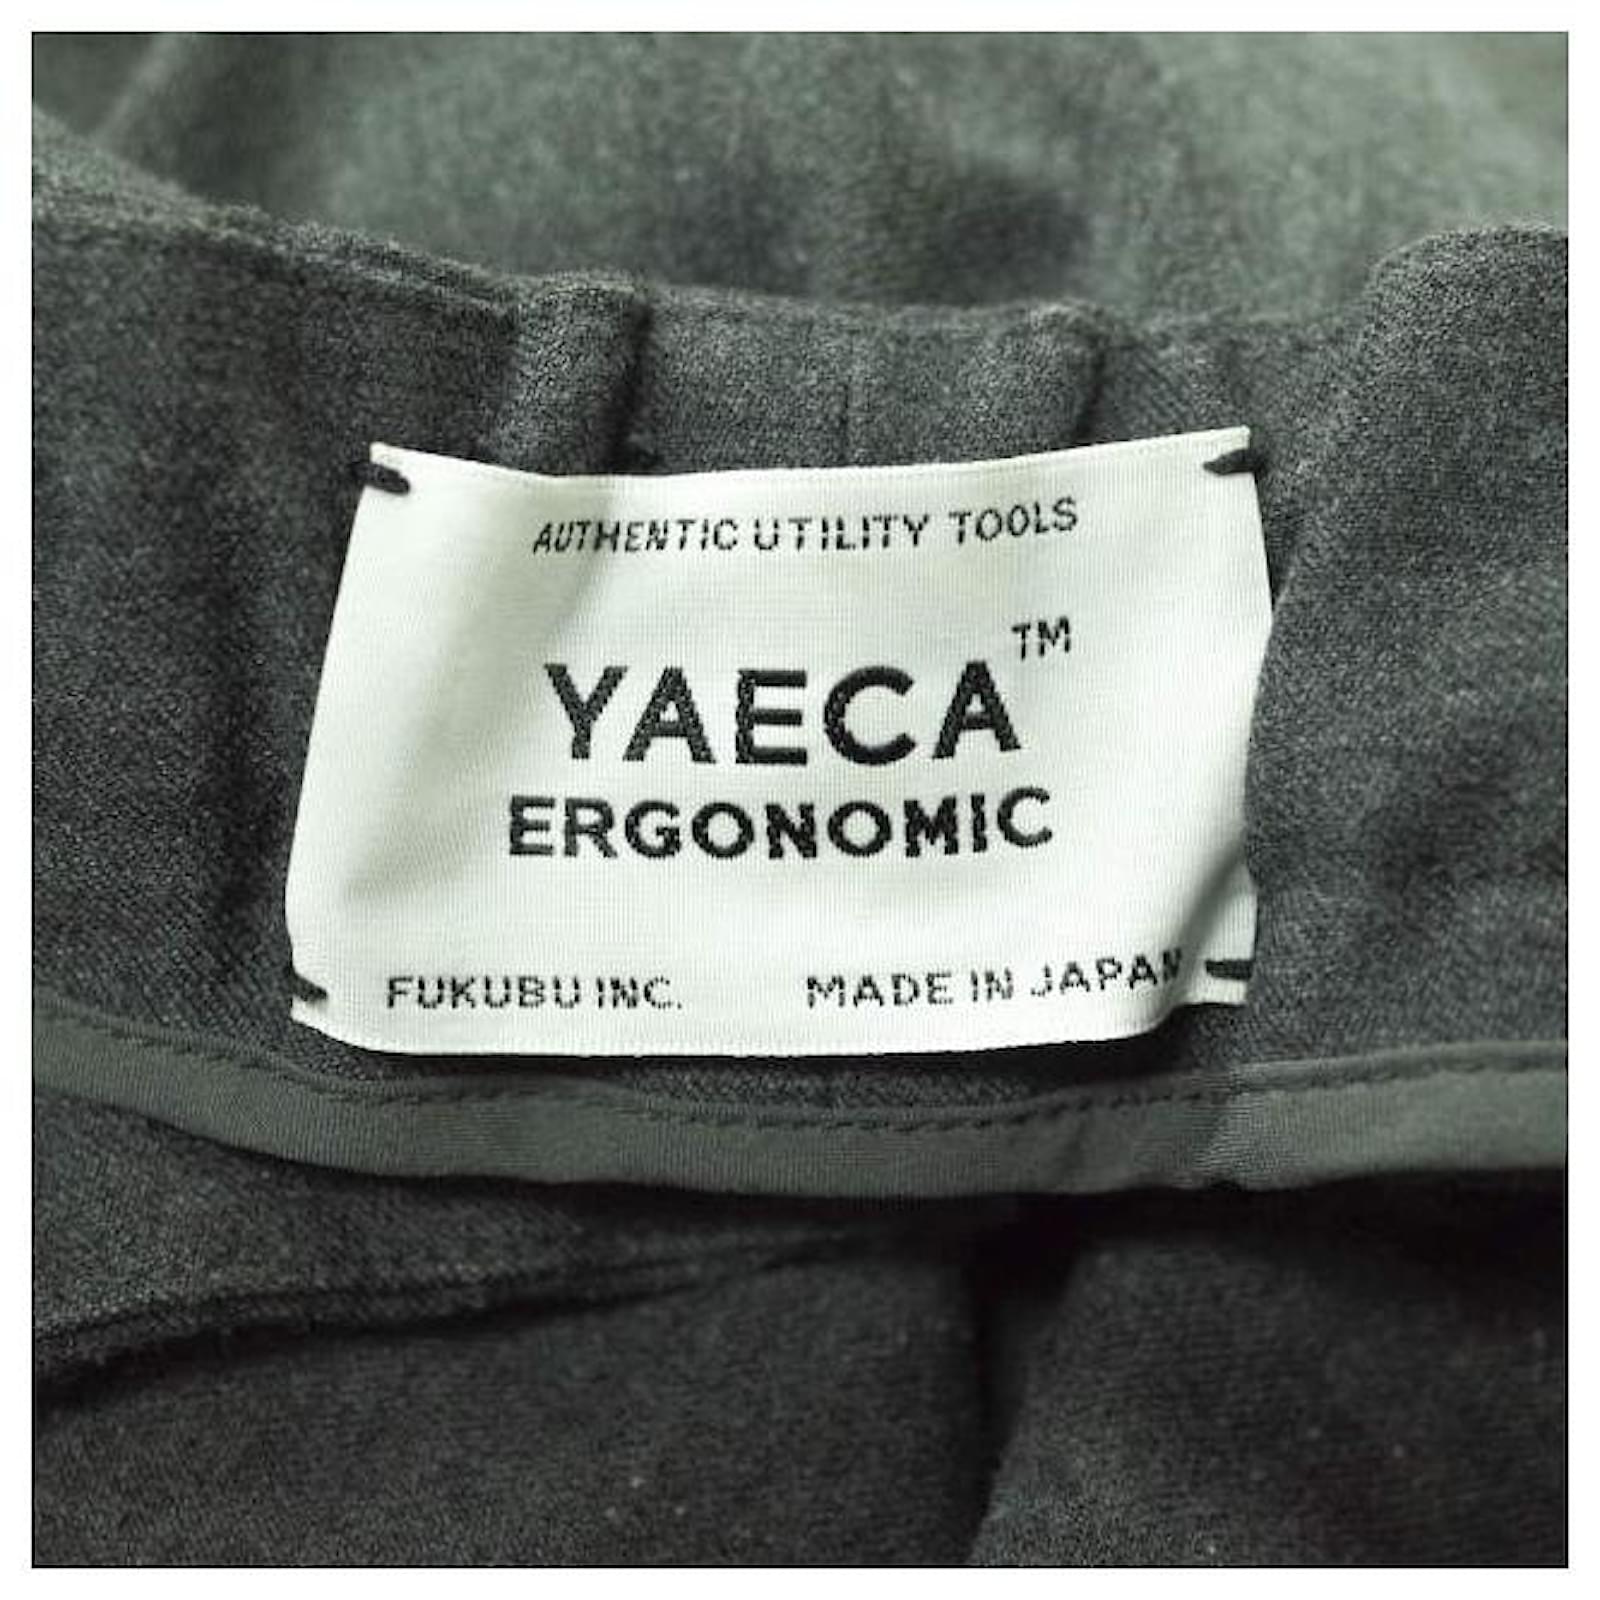 AUTHENTIC UTILITY TOOLS
YAECA™
ERGONOMIC
FUKUBU INC. MADE IN JAPAN